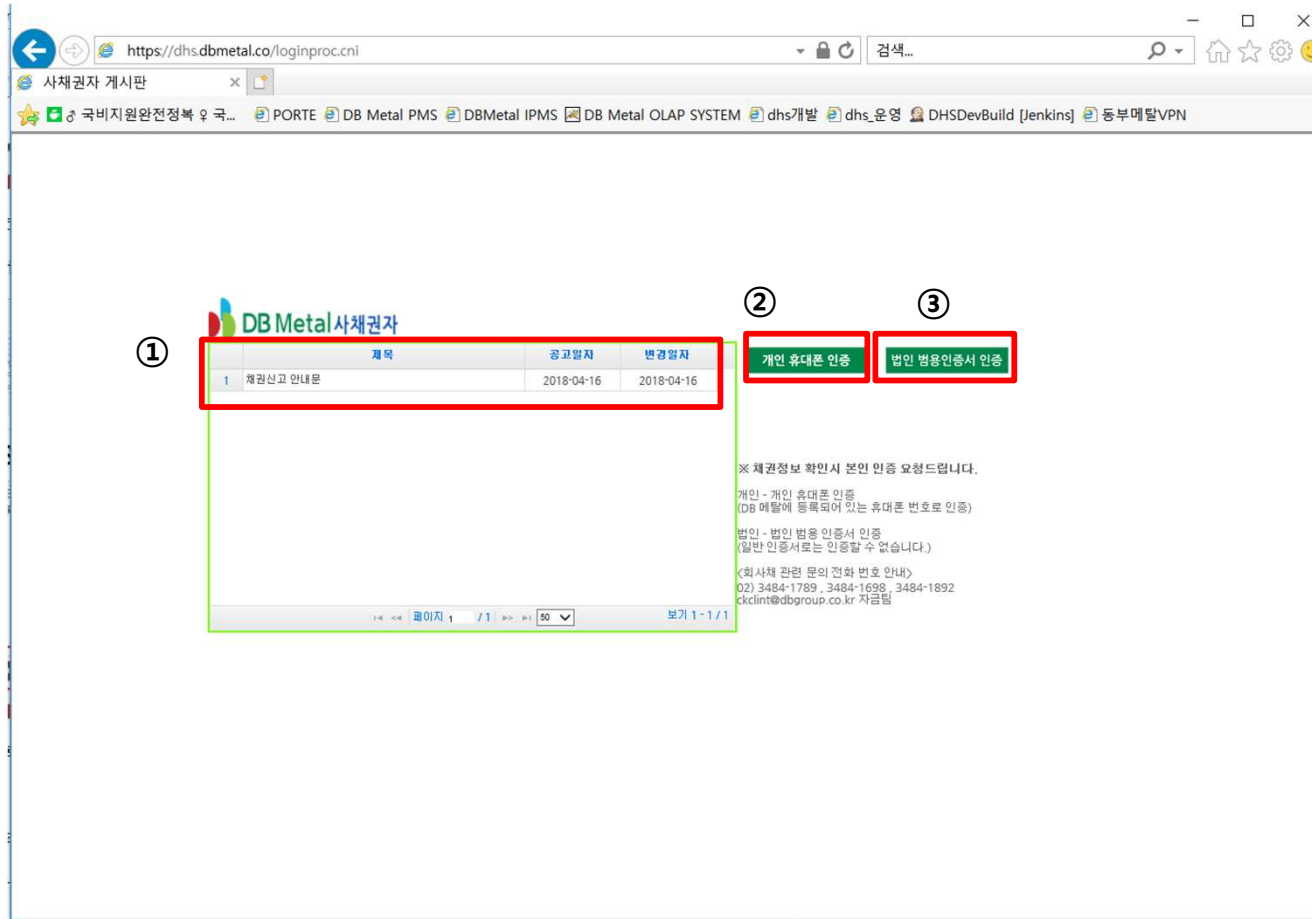 https://dhs.dbmetal.co/loginproc.cni
검색...
사채권자 게시판
국비지원완전정복 ♀ 국... PORTE DB Metal PMS DBMetal IPMS DB Metal OLAP SYSTEM dhs개발 dhs_운영 DHSDevBuild [Jenkins] 동부메탈VPN
② ③
DB Metal 사채권자
①
제목 공고일자 변경일자
1 채권신고 안내문 2018-04-16 2018-04-16
개인 휴대폰 인증 법인 범용인증서 인증
※ 채권정보 확인시 본인 인증 요청드립니다.
개인 - 개인 휴대폰 인증
(DB 메탈에 등록되어 있는 휴대폰 번호로 인증)
법인 - 법인 범용 인증서 인증
(일반 인증서로는 인증할 수 없습니다.)
<회사채 관련 문의 전화 번호 안내>
02) 3484-1789 , 3484-1698 , 3484-1892
ckclint@dbgroup.co.kr 자금팀
페이지 1 / 1 50 보기 1 - 1 / 1